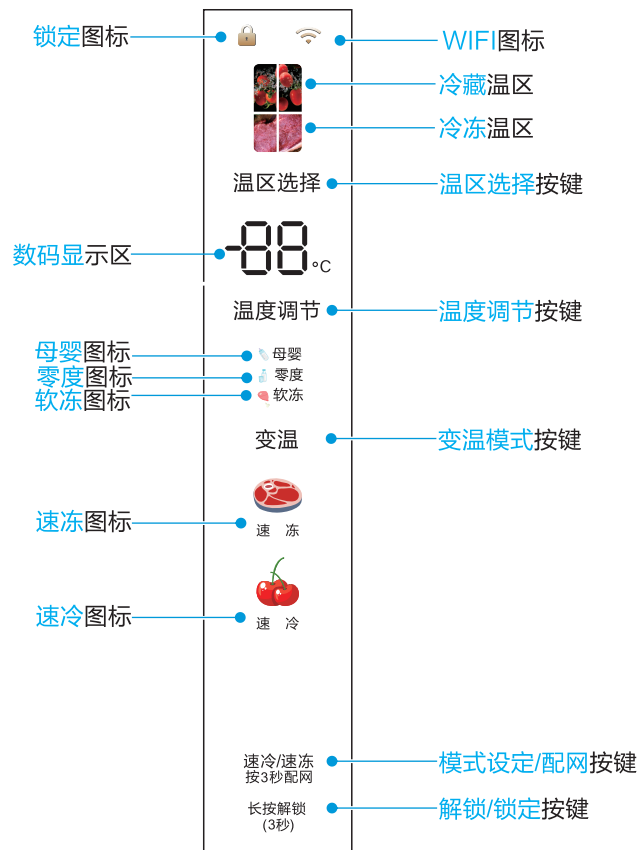 锁定图标
WIFI图标
冷藏温区
冷冻温区
温区选择
温区选择按键
数码显示区
-88°C
温度调节
温度调节按键
母婴图标
母婴
零度图标
零度
软冻图标
软冻
变温
变温模式按键
速冻图标
速 冻
速冷图标
速 冷
速冷/速冻
按3秒配网
模式设定/配网按键
长按解锁
(3秒)
解锁/锁定按键